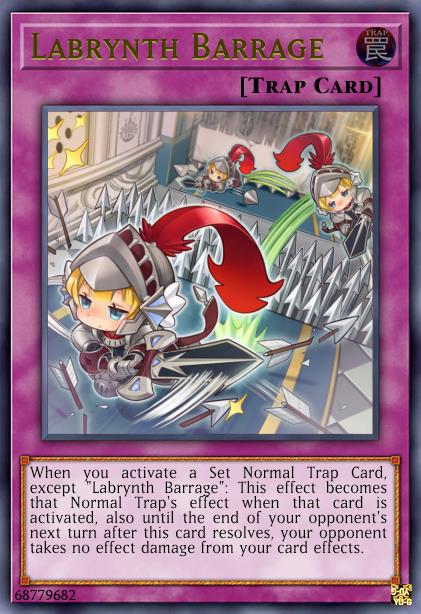 LABRYNTH BARRAGE
TRAP
罠
[TRAP CARD]
When you activate a Set Normal Trap Card,
except "Labrynth Barrage": This effect becomes
that Normal Trap's effect when that card is
activated, also until the end of your opponent's
next turn after this card resolves, your opponent
takes no effect damage from your card effects.
68779682